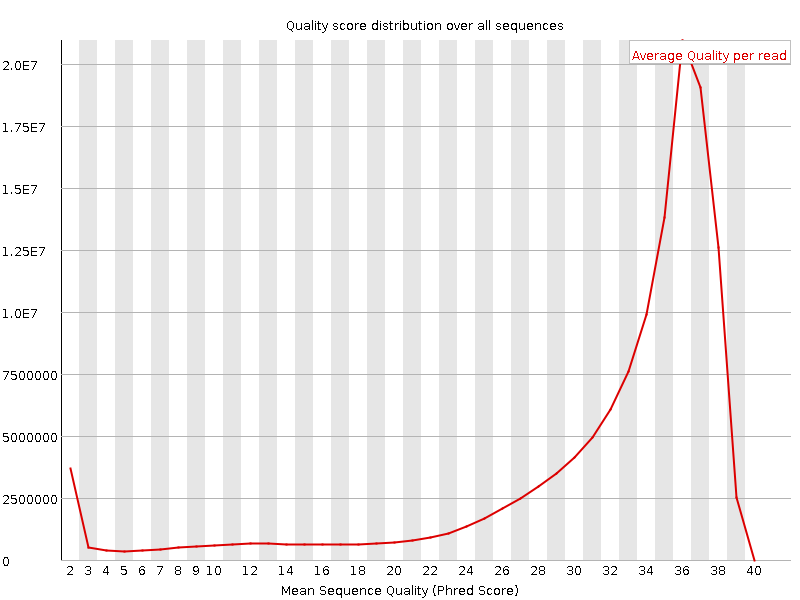 Quality score distribution over all sequences
Average Quality per read
2.0E7
1.75E7
1.5E7
1.25E7
1.0E7
7500000
5000000
2500000
0
2 3 4 5 6 7 8 9 10 12 14 16 18 20 22 24 26 28 30 32 34 36 38 40
Mean Sequence Quality (Phred Score)